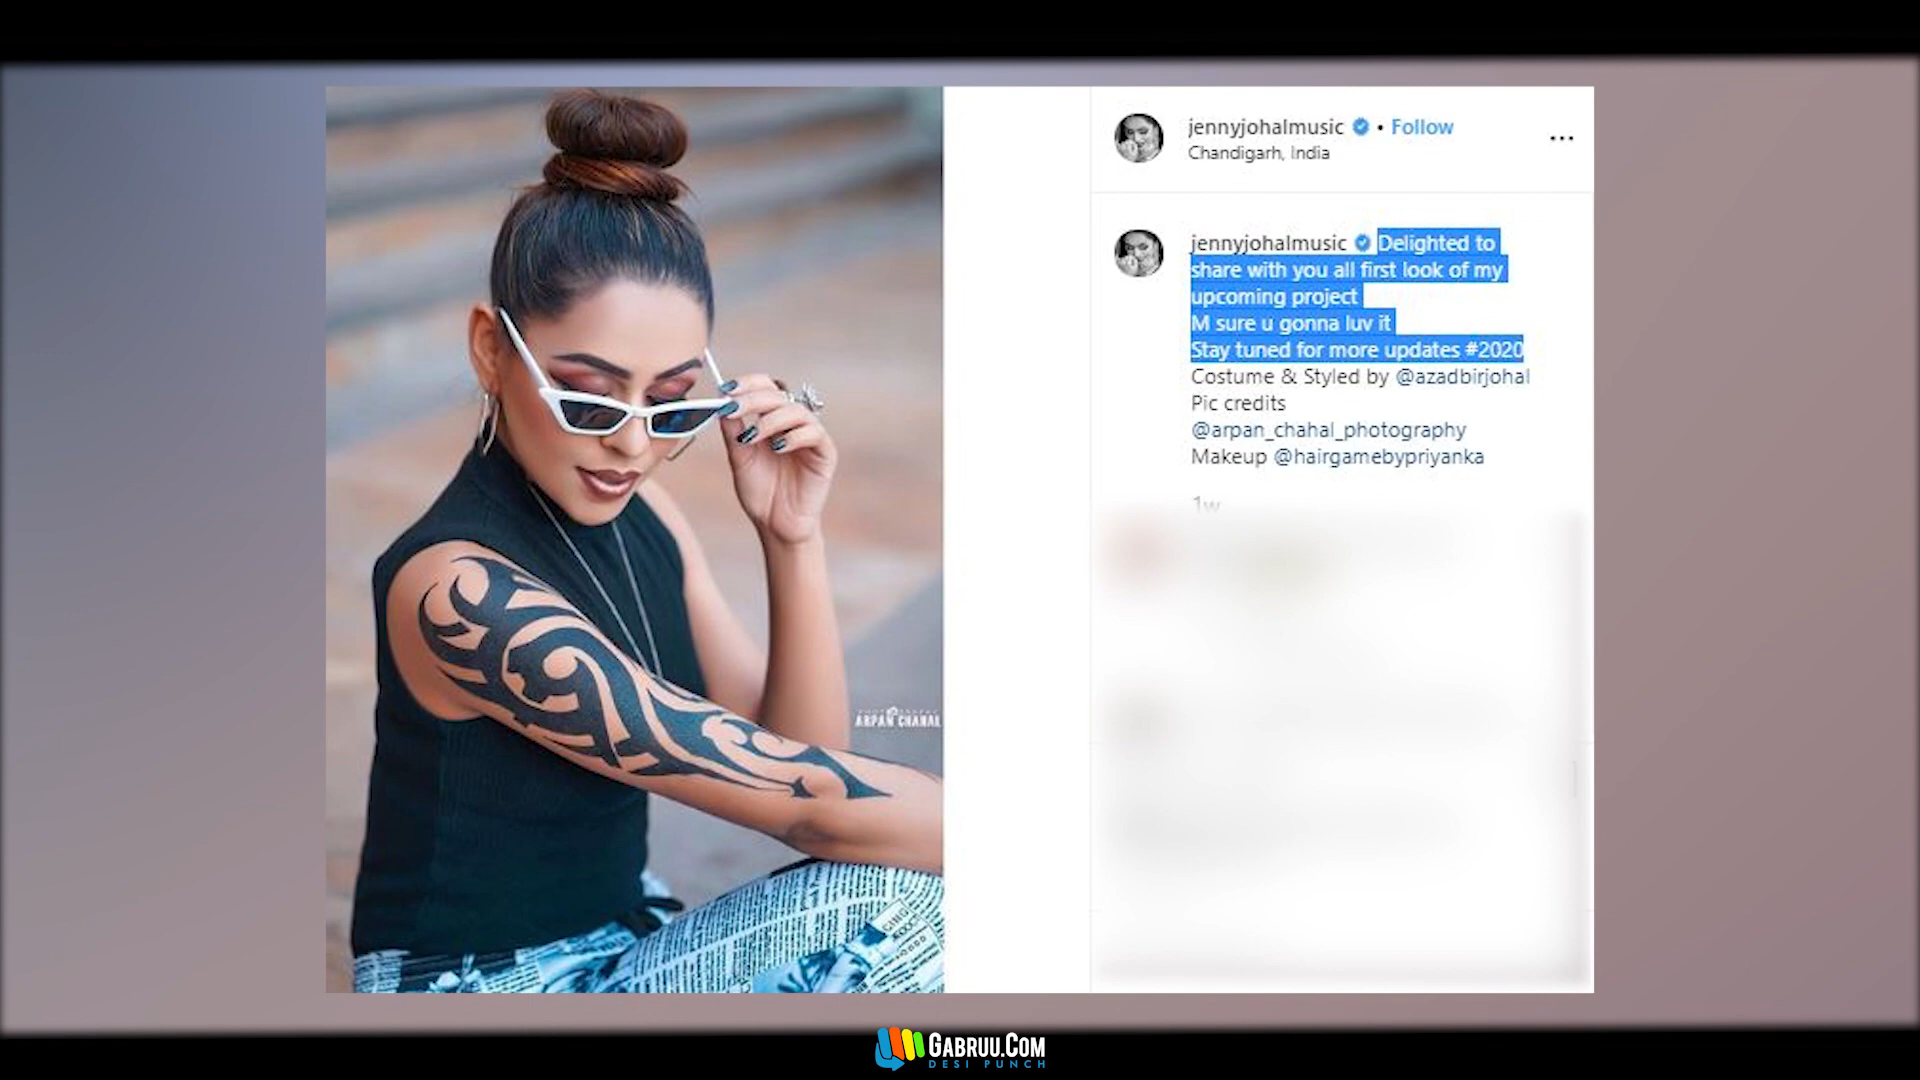 jennyjohalmusic • Follow
Chandigarh, India
jennyjohalmusic Delighted to
share with you all first look of my
upcoming project
M sure u gonna luv it
Stay tuned for more updates #2020
Costume & Styled by @azadbirjohal
Pic credits
@arpan_chahal_photography
Makeup @hairgamebypriyanka
1w
PHOTOGRAPHY
ARPAN CHAHAL
GABRUU.COM
DESI PUNCH